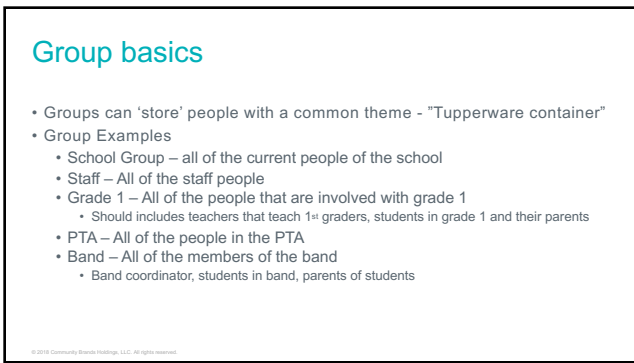 Group basics
• Groups can ‘store’ people with a common theme - ”Tupperware container”
• Group Examples
• School Group – all of the current people of the school
• Staff – All of the staff people
• Grade 1 – All of the people that are involved with grade 1
• Should includes teachers that teach 1st graders, students in grade 1 and their parents
• PTA – All of the people in the PTA
• Band – All of the members of the band
• Band coordinator, students in band, parents of students
© 2018 Community Brands Holdings, LLC. All rights reserved.